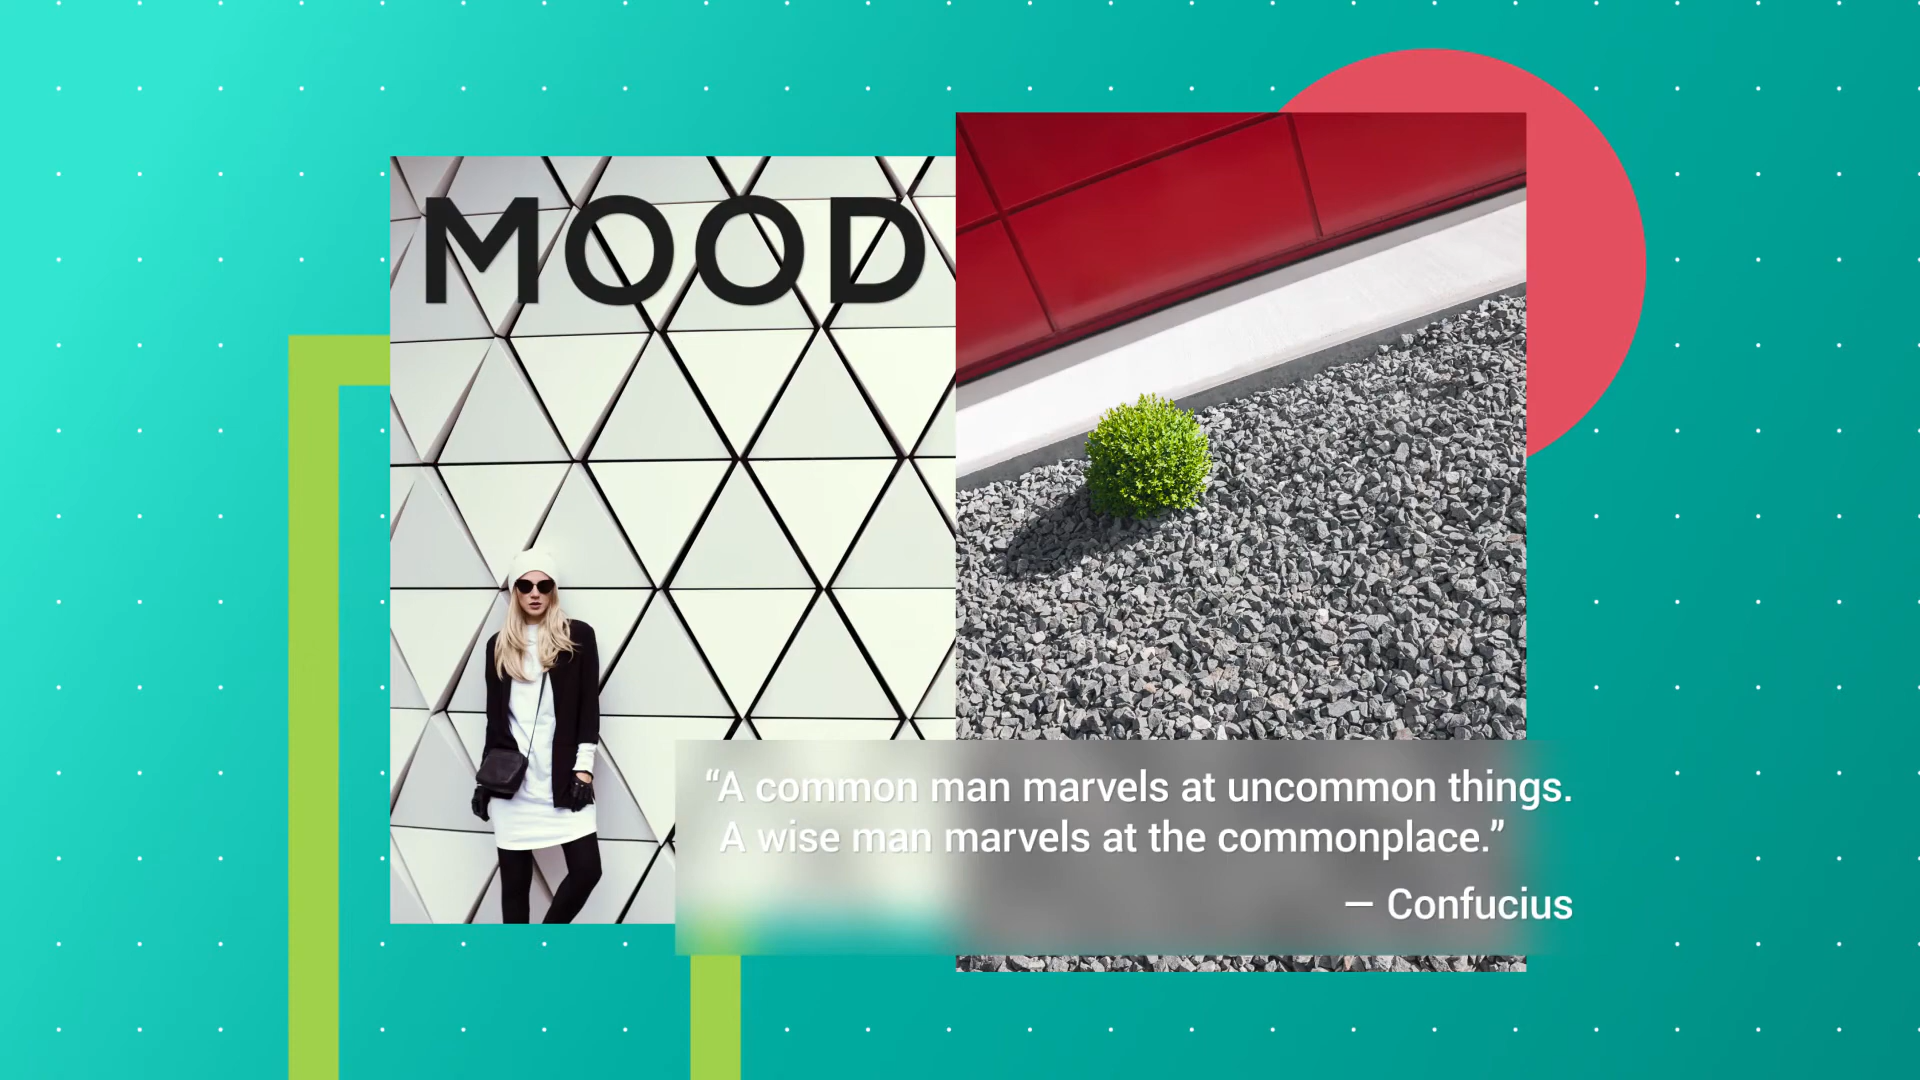 MOOD
“A common man marvels at uncommon things.
A wise man marvels at the commonplace.”
— Confucius